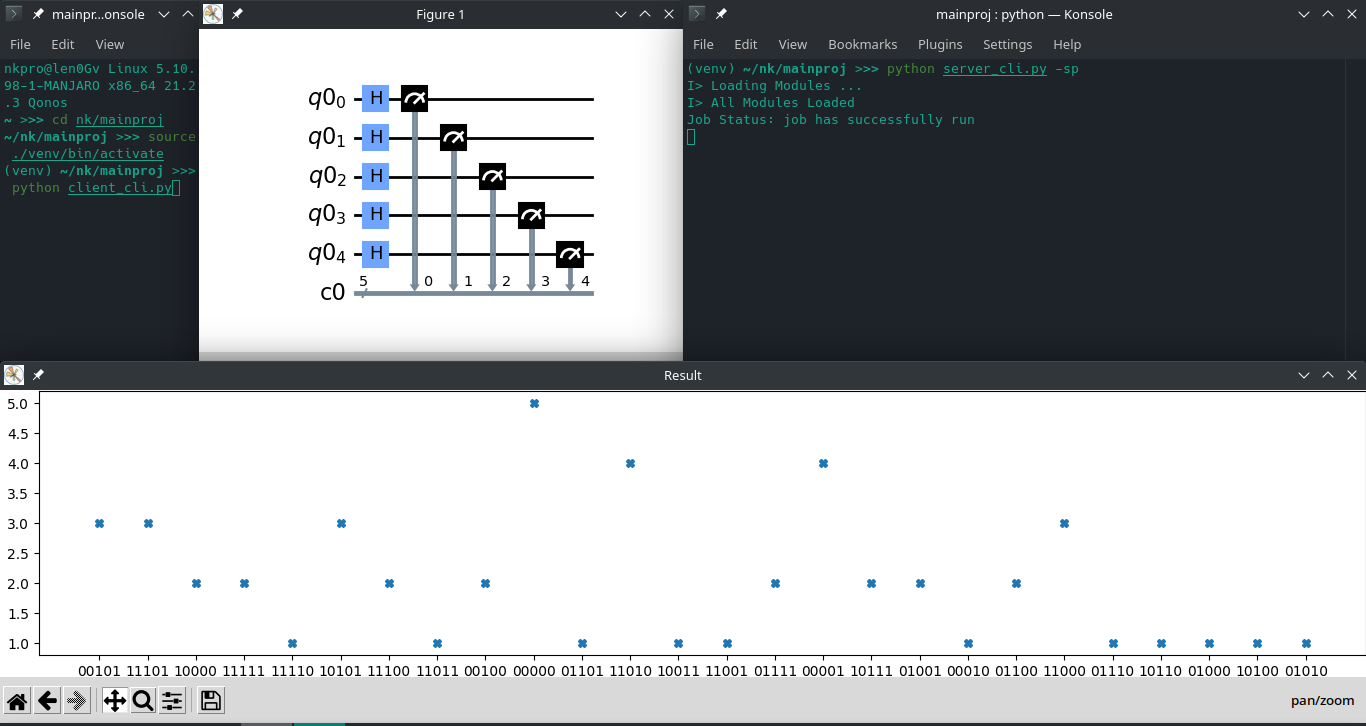 mainpr...onsole
File Edit View
nkpro@len0Gv Linux 5.10.
98-1-MANJARO x86_64 21.2
.3 Qonos
~ >>> cd nk/mainproj
~/nk/mainproj >>> source
./venv/bin/activate
(venv) ~/nk/mainproj >>>
python client_cli.py
Figure 1
q0₀ H
q0₁ H
q0₂ H
q0₃ H
q0₄ H
5 0 1 2 3 4
c0
mainproj : python — Konsole
File Edit View Bookmarks Plugins Settings Help
(venv) ~/nk/mainproj >>> python server_cli.py -sp
I> Loading Modules ...
I> All Modules Loaded
Job Status: job has successfully run
Result
5.0
4.5
4.0
3.5
3.0
2.5
2.0
1.5
1.0
00101 11101 10000 11111 11110 10101 11100 11011 00100 00000 01101 11010 10011 11001 01111 00001 10111 01001 00010 01100 11000 01110 10110 01000 10100 01010
pan/zoom